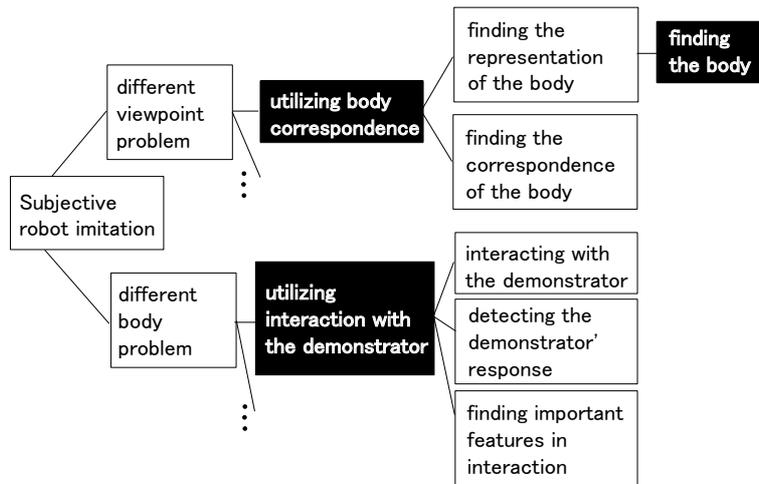 Subjective
robot imitation
different
viewpoint
problem
utilizing body
correspondence
finding the
representation
of the body
finding
the body
finding the
correspondence
of the body
different
body
problem
utilizing
interaction with
the demonstrator
interacting with
the demonstrator
detecting the
demonstrator'
response
finding important
features in
interaction